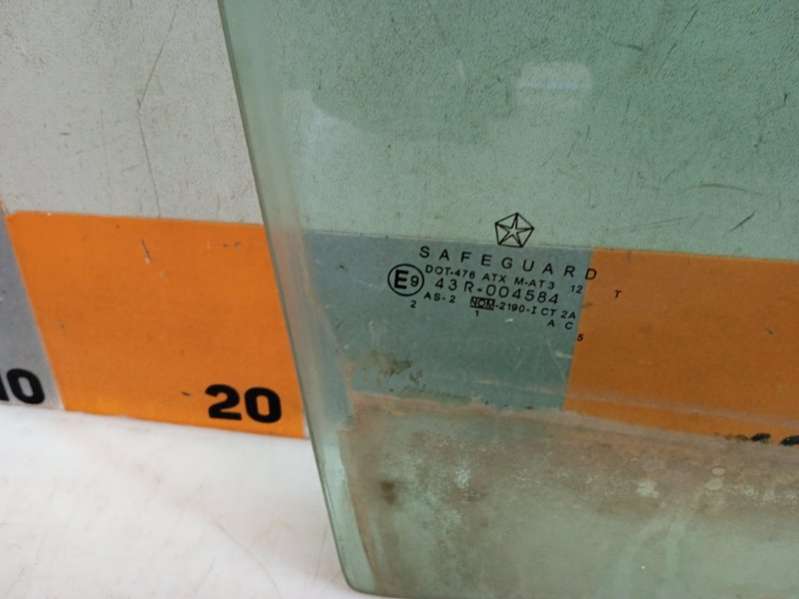 SAFEGUARD
DOT-476 ATX M-AT3 12 T
E9 43R-004584
AS-2 NOM-2190-I CT 2A
2 1 A C
5
10 20